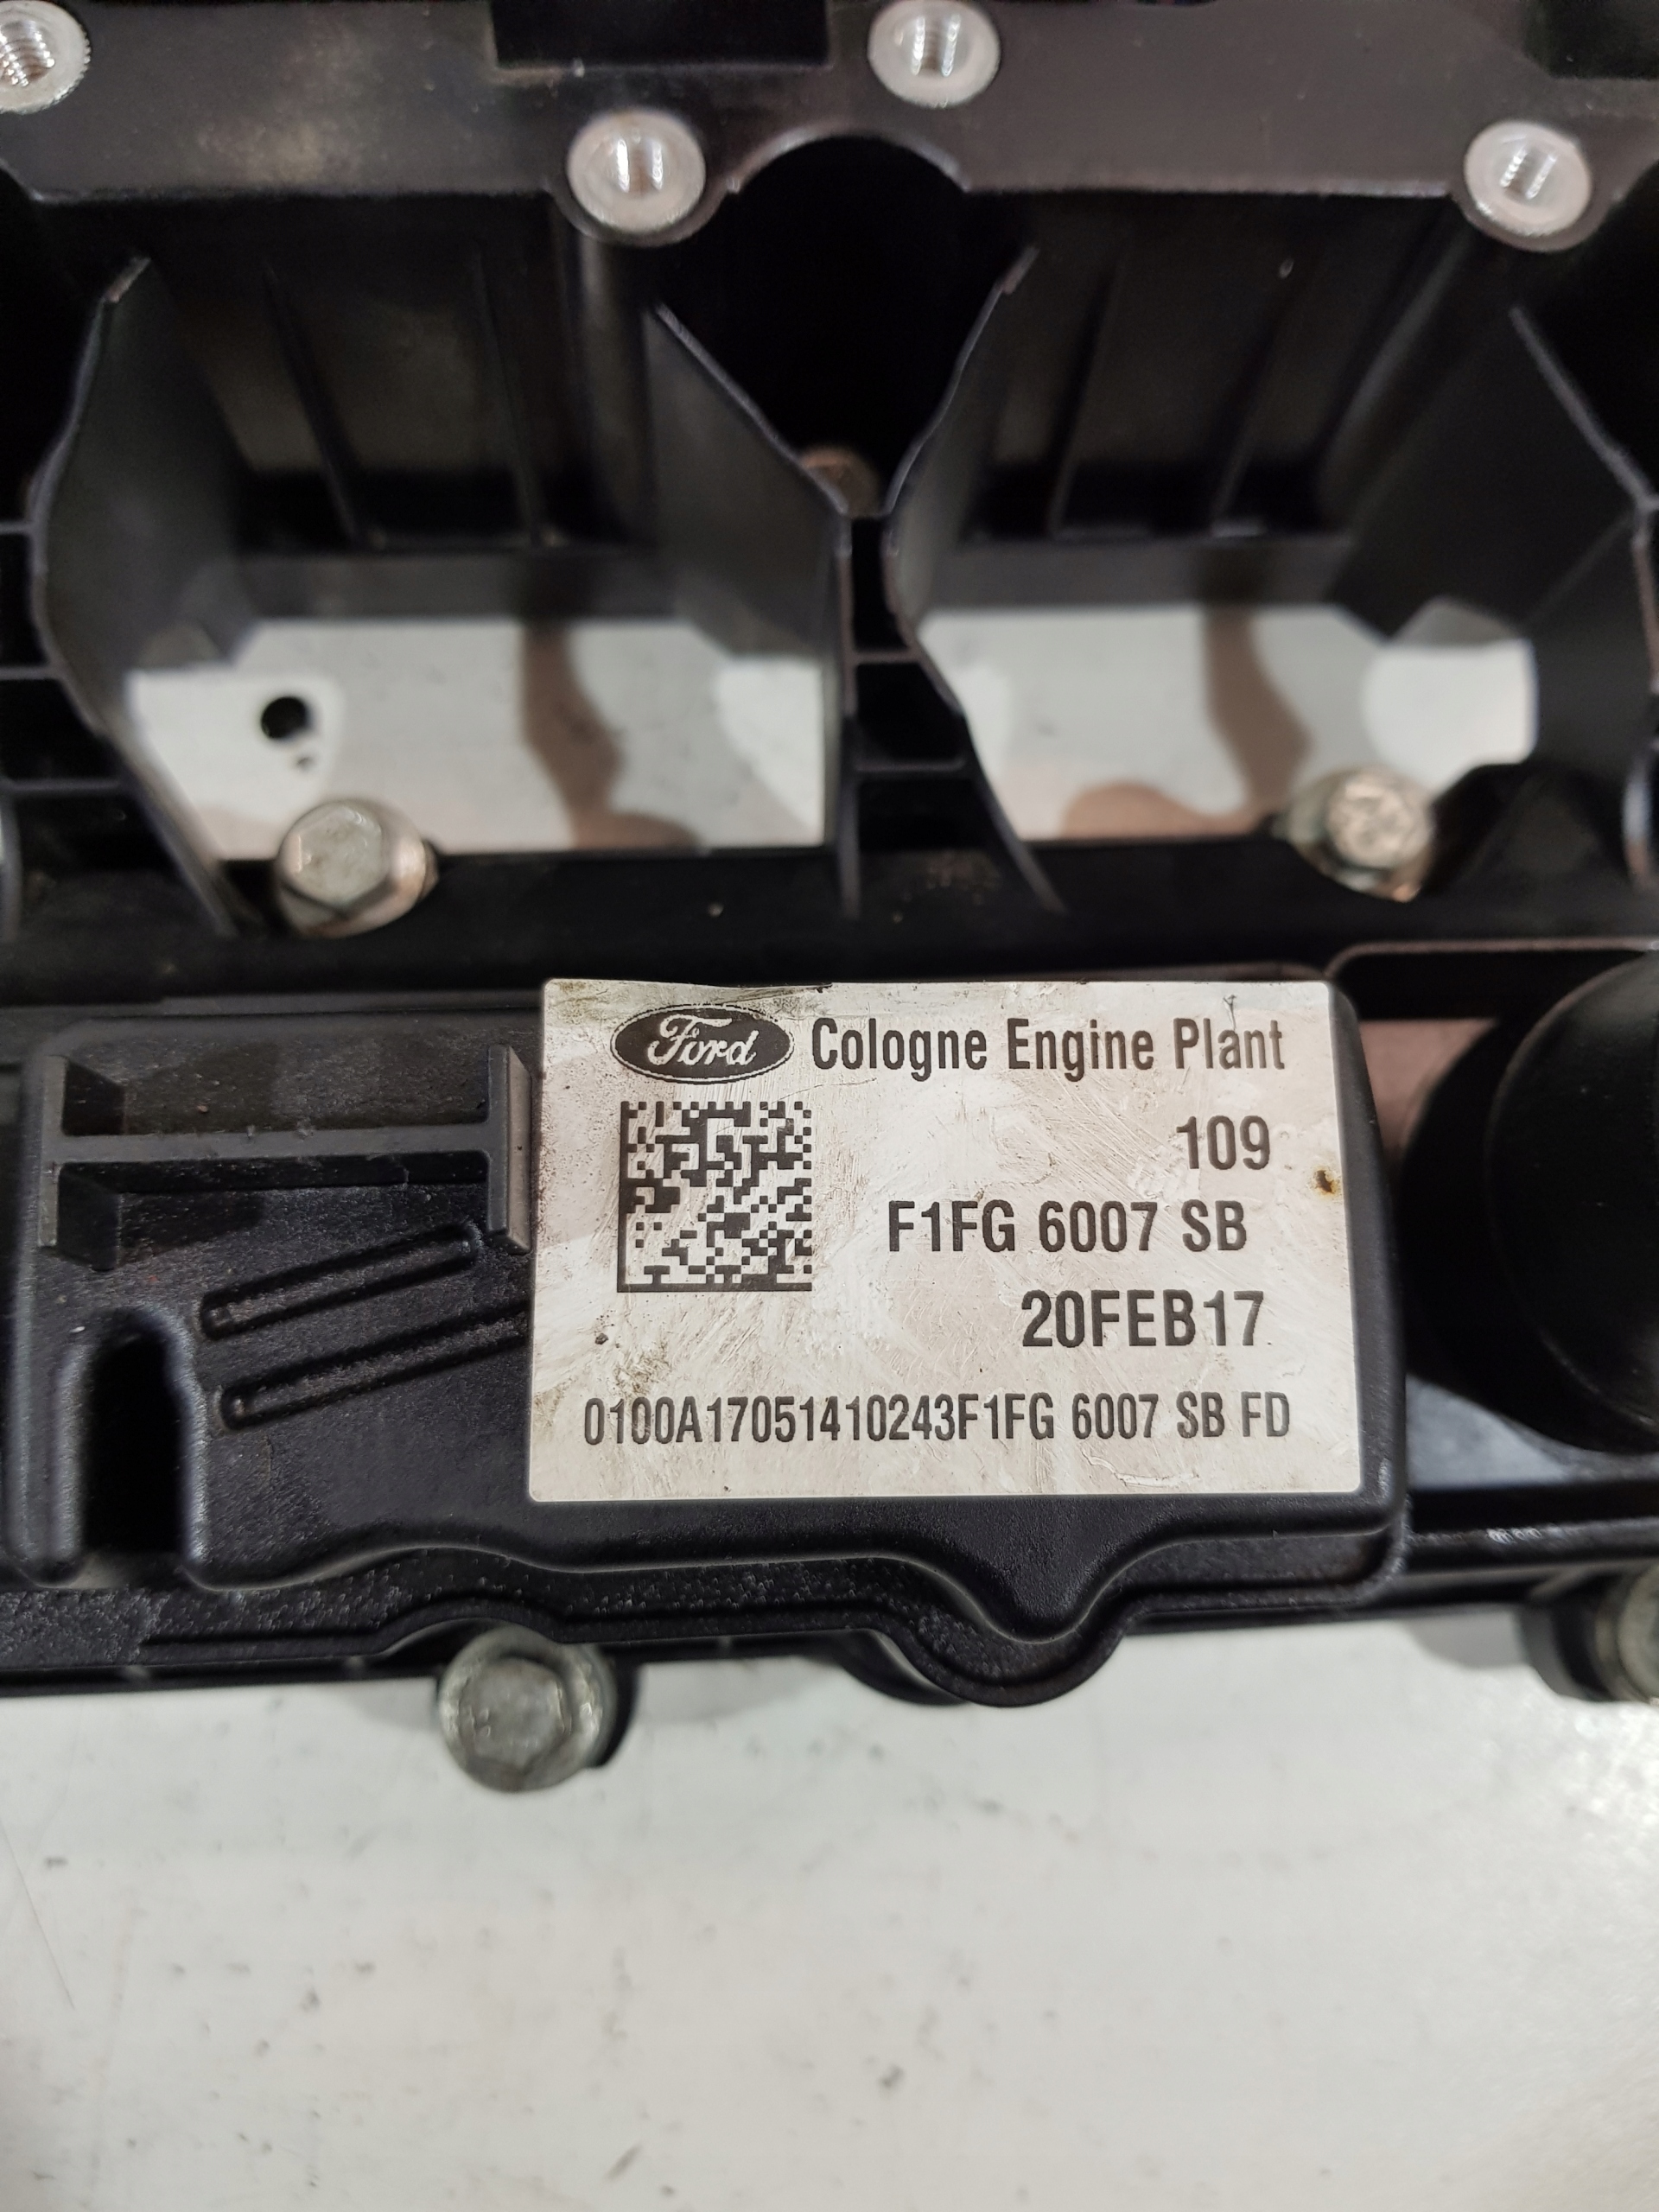 Ford Cologne Engine Plant
109
F1FG 6007 SB
20FEB17
0100A17051410243F1FG 6007 SB FD